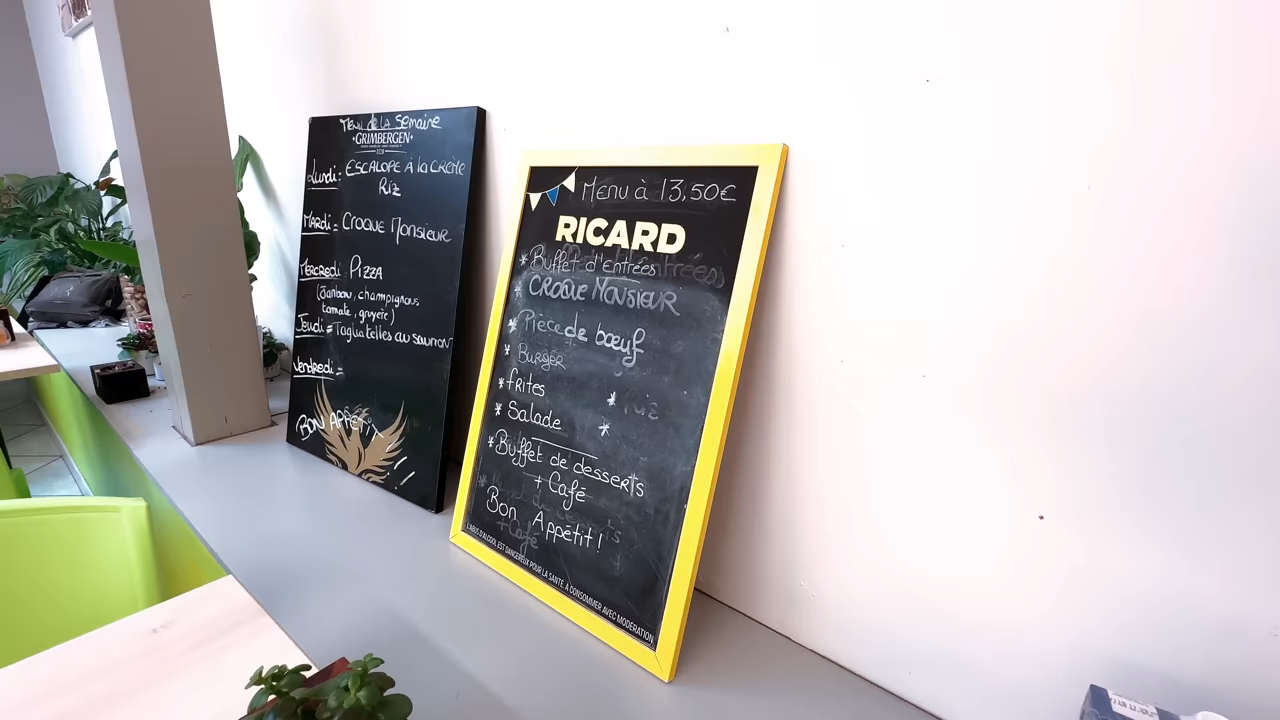 Menu de la Semaine
GRIMBERGEN
Lundi: ESCALOPE À la CRÈME
Riz
MARDI = CROQUE MONSIEUR
MERCREDI: PIZZA
(Jambon, champignons
tomate, gruyère)
Jeudi = Tagliatelles au saumon
Vendredi =
BON APPÉTIT
Menu à 13,50€
RICARD
* Buffet d'Entrées
* CROQUE MONSIEUR
* Pièce de bœuf
* BURGER
* fRITES
* Riz
* Salade
*
* Buffet de desserts
+ Café
Bon Appétit !
L'ABUS D'ALCOOL EST DANGEREUX POUR LA SANTÉ. À CONSOMMER AVEC MODÉRATION